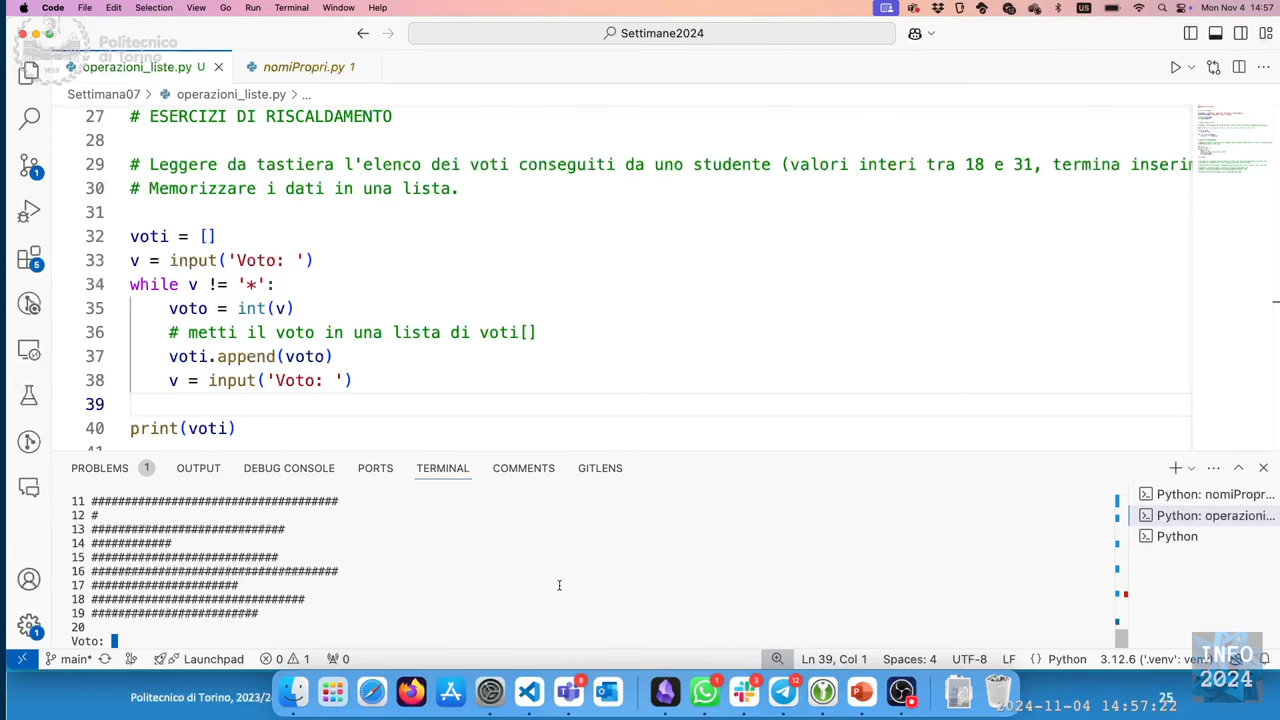 Code File Edit Selection View Go Run Terminal Window Help Mon Nov 4 14:57
Politecnico
di Torino
Settimane2024
operazioni_liste.py U
nomiPropri.py 1
Settimana07 > operazioni_liste.py > ...
27 # ESERCIZI DI RISCALDAMENTO
28
29 # Leggere da tastiera l'elenco dei voti conseguiti da uno studente (valori interi tra 18 e 31, termina inserin
30 # Memorizzare i dati in una lista.
31
32 voti = []
33 v = input('Voto: ')
34 while v != '*':
35 voto = int(v)
36 # metti il voto in una lista di voti[]
37 voti.append(voto)
38 v = input('Voto: ')
39
40 print(voti)
PROBLEMS 1 OUTPUT DEBUG CONSOLE PORTS TERMINAL COMMENTS GITLENS
11 #####################################
12 #
13 #############################
14 ############
15 ############################
16 #####################################
17 ######################
18 ################################
19 #########################
20
Voto:
Python: nomiPropr...
Python: operazioni...
Python
main* Launchpad 0 1 0 Ln 39, Col 1 Spaces: 4 UTF-8 LF Python 3.12.6 ('.venv': venv)
INFO
2024
Politecnico di Torino, 2023/2
25
2024-11-04 14:57:22